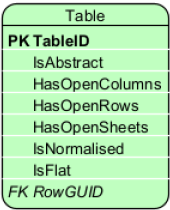 Table
PK TableID
IsAbstract
HasOpenColumns
HasOpenRows
HasOpenSheets
IsNormalised
IsFlat
FK RowGUID